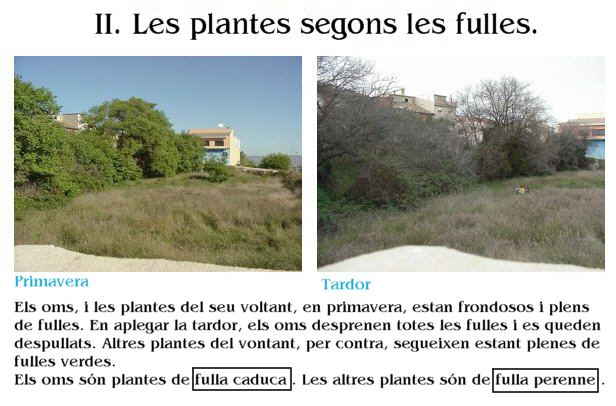 II. Les plantes segons les fulles.
Primavera
Tardor
Els oms, i les plantes del seu voltant, en primavera, estan frondosos i plens
de fulles. En aplegar la tardor, els oms desprenen totes les fulles i es queden
despullats. Altres plantes del vontant, per contra, segueixen estant plenes de
fulles verdes.
Els oms són plantes de fulla caduca. Les altres plantes són de fulla perenne.